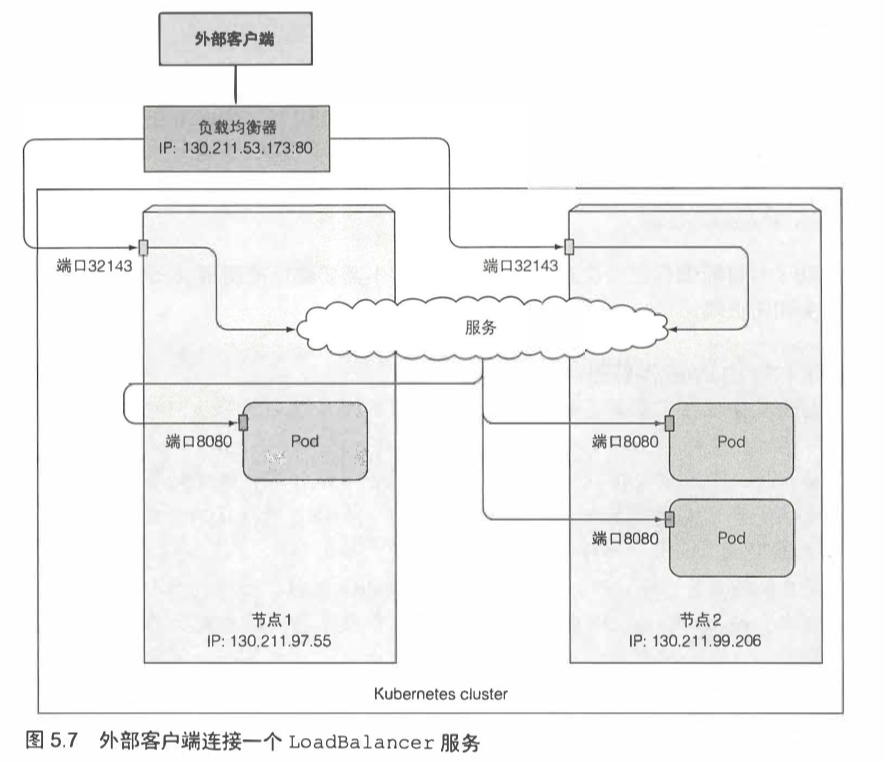 外部客户端
负载均衡器
IP: 130.211.53.173.80
端口32143
端口32143
服务
端口8080
Pod
端口8080
Pod
端口8080
Pod
节点1
IP: 130.211.97.55
节点2
IP: 130.211.99.206
Kubernetes cluster
图 5.7 外部客户端连接一个 LoadBalancer 服务